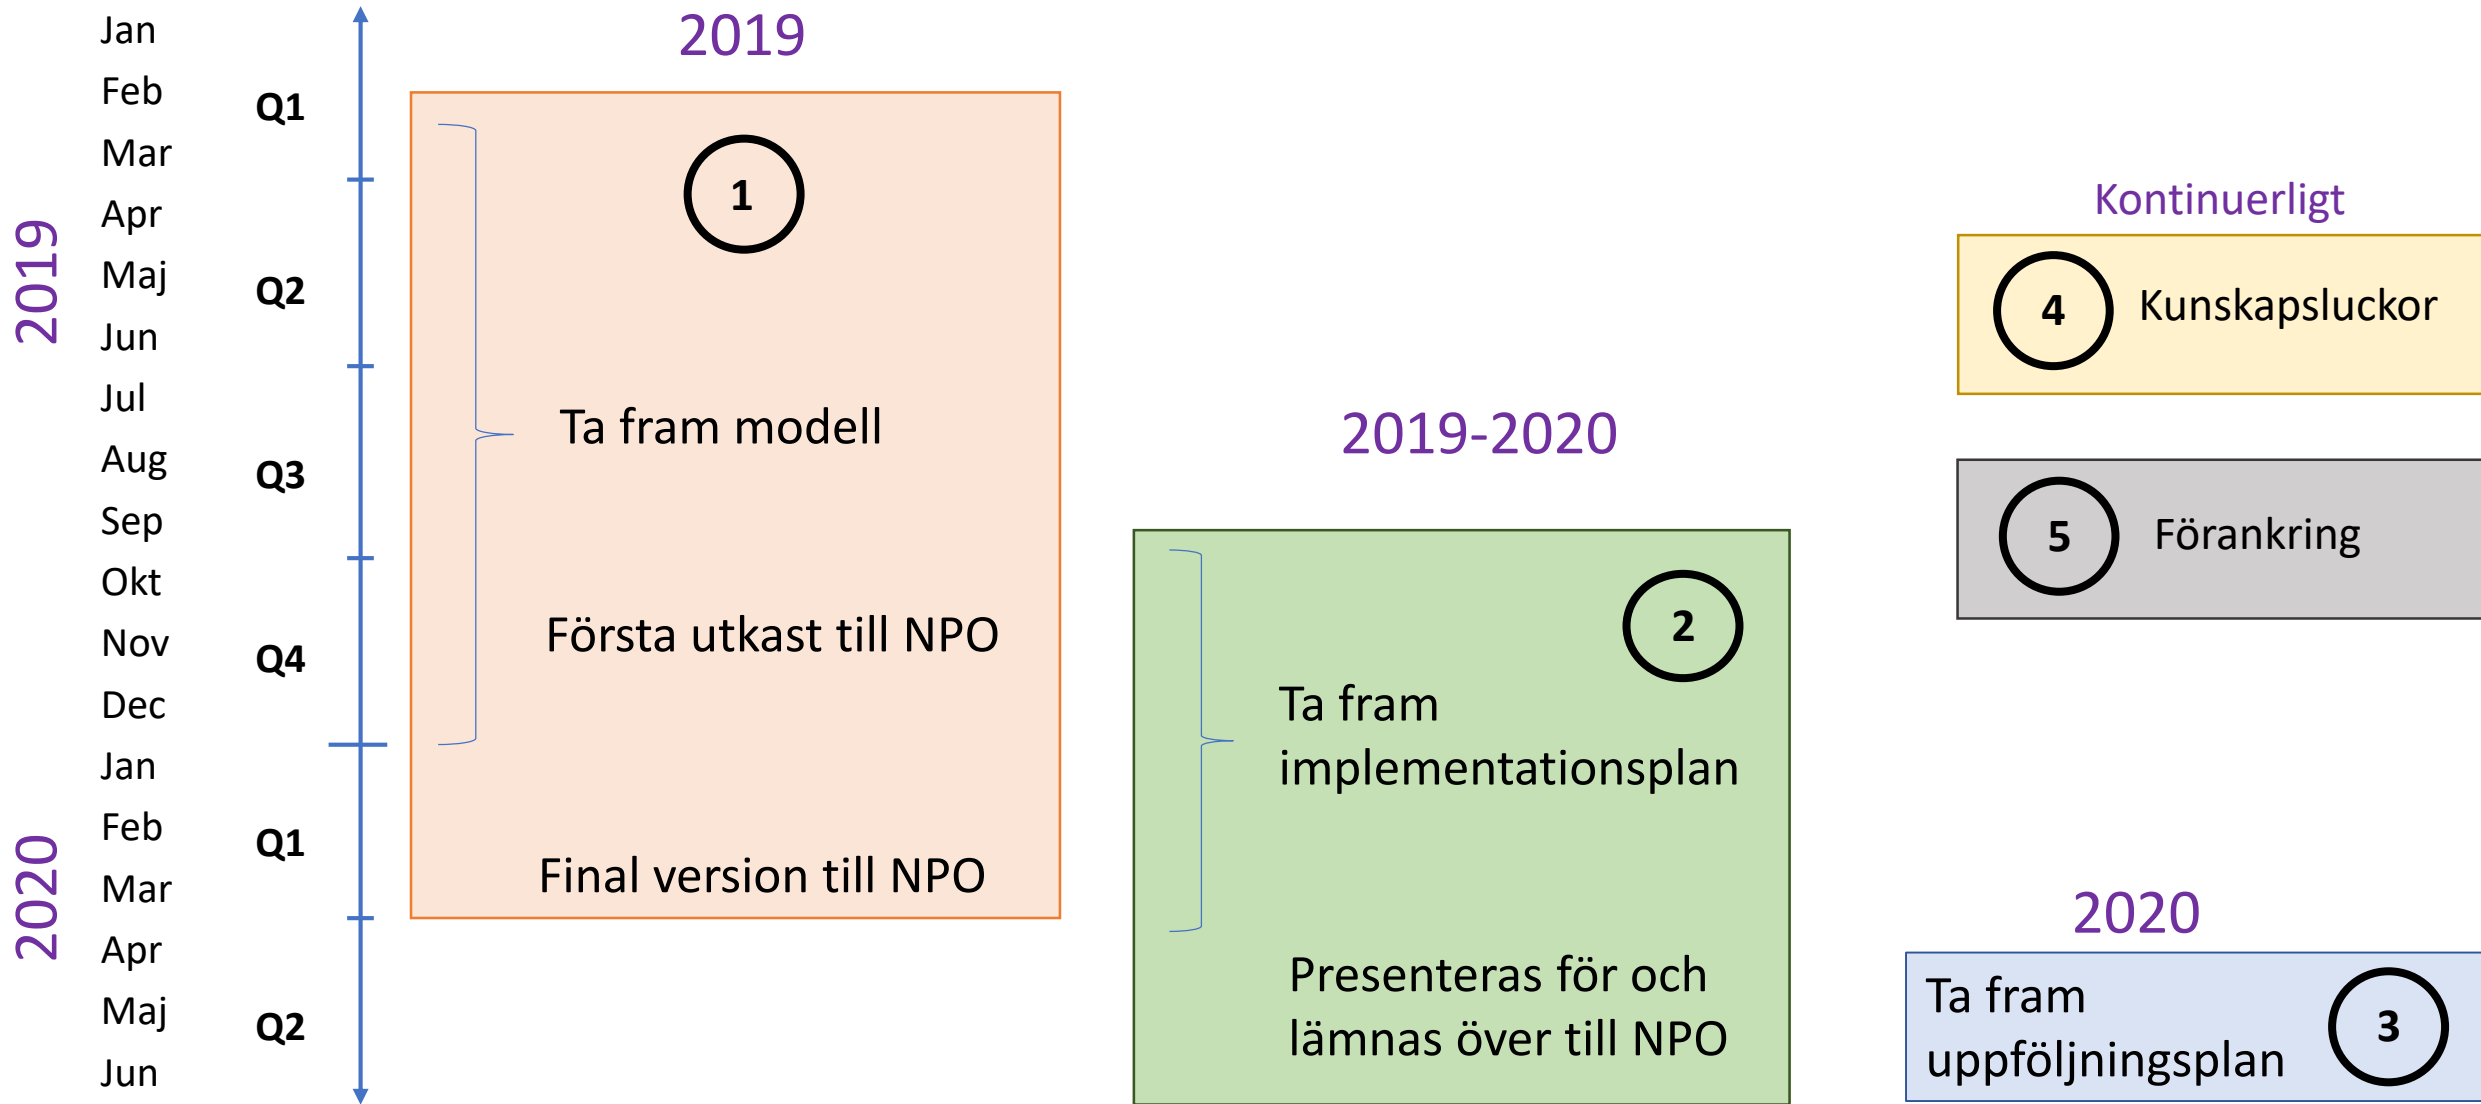 2019
2020
Jan
Feb
Mar
Apr
Maj
Jun
Jul
Aug
Sep
Okt
Nov
Dec
Jan
Feb
Mar
Apr
Maj
Jun
Q1
Q2
Q3
Q4
Q1
Q2
2019
1
Ta fram modell
Första utkast till NPO
Final version till NPO
2019-2020
2
Ta fram
implementationsplan
Presenteras för och
lämnas över till NPO
Kontinuerligt
4
Kunskapsluckor
5
Förankring
2020
Ta fram
uppföljningsplan
3